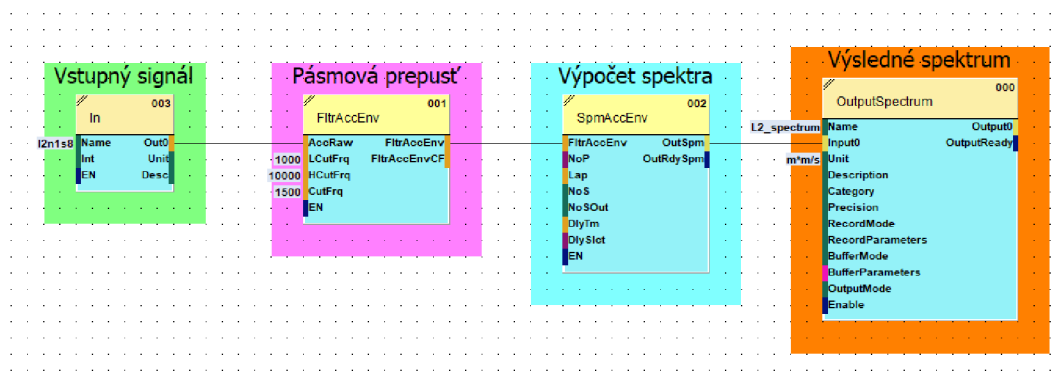 Vstupný signál
003
In
l2n1s8 Name Out0
Int Unit
EN Desc
Pásmová prepusť
001
FltrAccEnv
AccRaw FltrAccEnv
1000 LCutFrq FltrAccEnvCF
10000 HCutFrq
1500 CutFrq
EN
Výpočet spektra
002
SpmAccEnv
FltrAccEnv OutSpm
NoP OutRdySpm
Lap
NoS
NoSOut
DlyTm
DlySlct
EN
Výsledné spektrum
000
OutputSpectrum
L2_spectrum Name Output0
Input0 OutputReady
m*m/s Unit
Description
Category
Precision
RecordMode
RecordParameters
BufferMode
BufferParameters
OutputMode
Enable